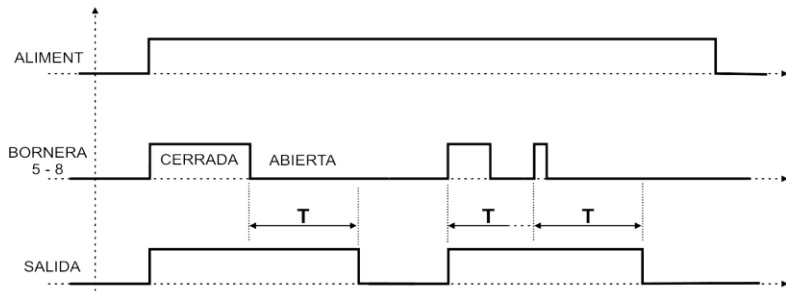 ALIMENT
BORNERA
5 - 8
CERRADA
ABIERTA
T
T
T
SALIDA